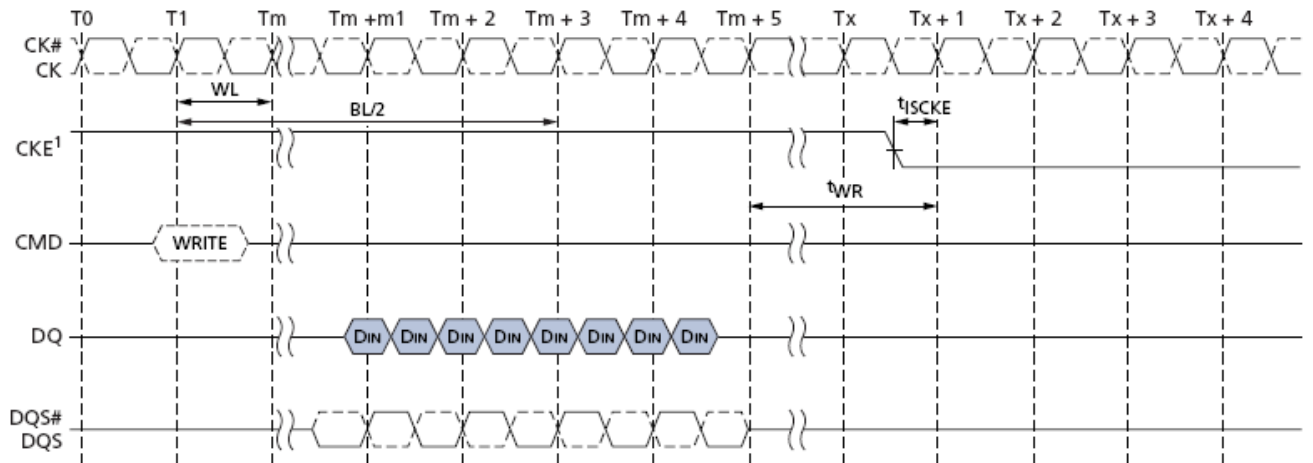 T0 T1 Tm Tm +m1 Tm + 2 Tm + 3 Tm + 4 Tm + 5 Tx Tx + 1 Tx + 2 Tx + 3 Tx + 4
CK#
CK
WL
BL/2
tISCKE
CKE1
tWR
CMD WRITE
DQ DIN DIN DIN DIN DIN DIN DIN DIN
DQS#
DQS